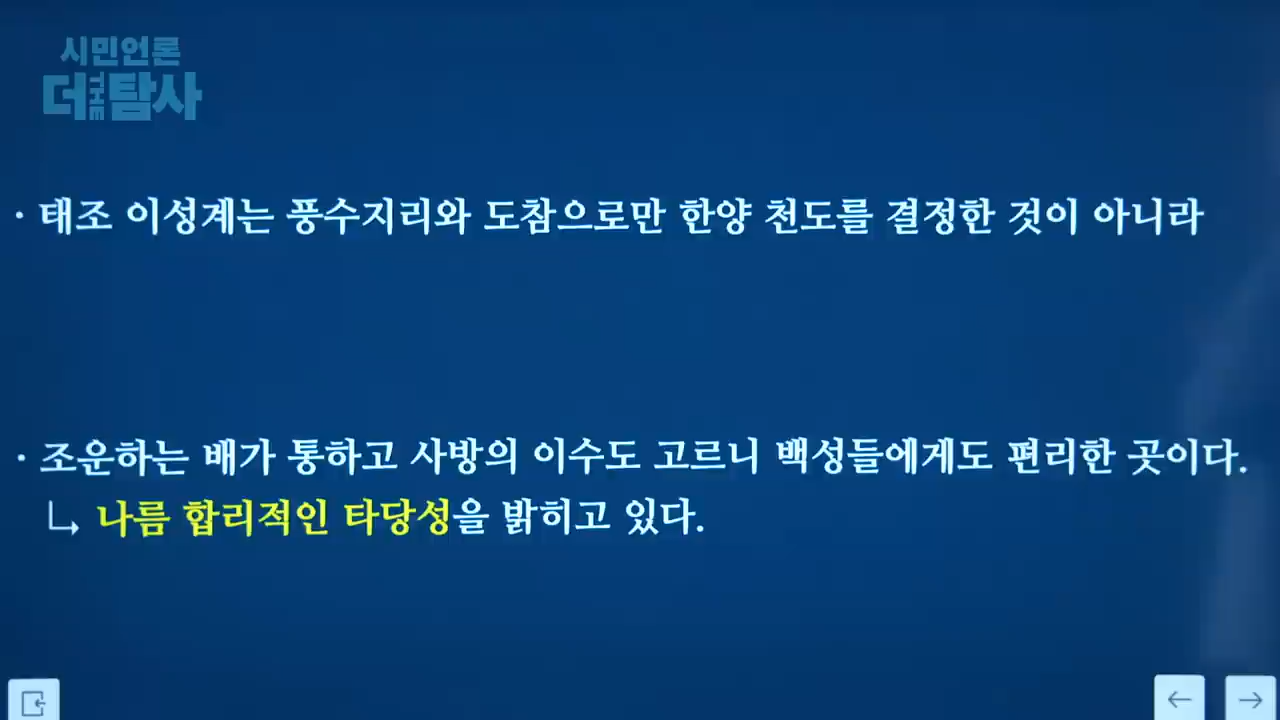 시민언론
더탐사
· 태조 이성계는 풍수지리와 도참으로만 한양 천도를 결정한 것이 아니라
· 조운하는 배가 통하고 사방의 이수도 고르니 백성들에게도 편리한 곳이다.
나름 합리적인 타당성을 밝히고 있다.